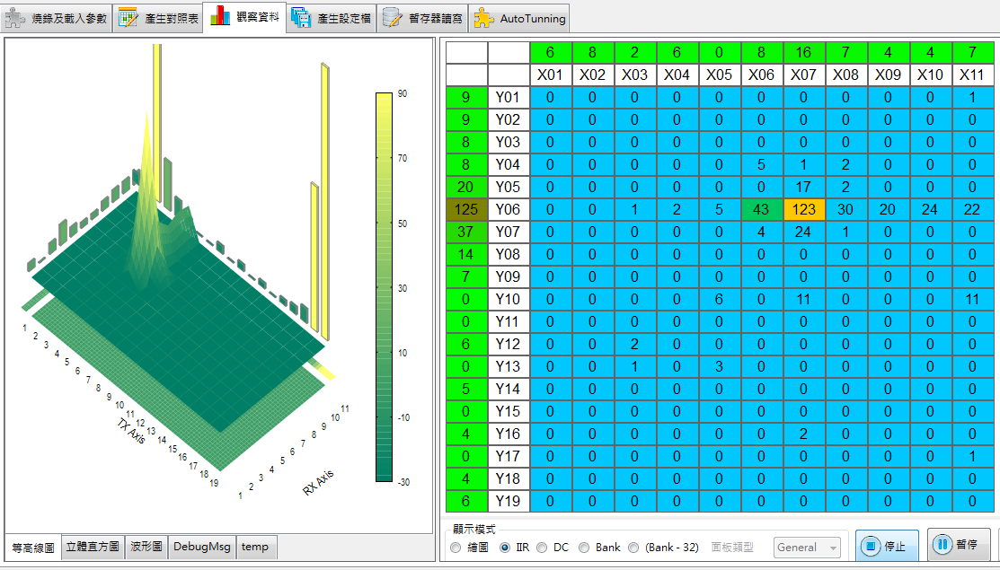 燒錄及載入參數 產生對照表 觀察資料 產生設定檔 暫存器讀寫 AutoTunning
90
70
50
30
10
-10
-30
1 2 3 4 5 6 7 8 9 10 11 12 13 14 15 16 17 18 19
TX Axis
1 2 3 4 5 6 7 8 9 10 11
RX Axis
等高線圖 立體直方圖 波形圖 DebugMsg temp
6 8 2 6 0 8 16 7 4 4 7
X01 X02 X03 X04 X05 X06 X07 X08 X09 X10 X11
9 Y01 0 0 0 0 0 0 0 0 0 0 1
9 Y02 0 0 0 0 0 0 0 0 0 0 0
8 Y03 0 0 0 0 0 0 0 0 0 0 0
8 Y04 0 0 0 0 0 5 1 2 0 0 0
20 Y05 0 0 0 0 0 0 17 2 0 0 0
125 Y06 0 0 1 2 5 43 123 30 20 24 22
37 Y07 0 0 0 0 0 4 24 1 0 0 0
14 Y08 0 0 0 0 0 0 0 0 0 0 0
7 Y09 0 0 0 0 0 0 0 0 0 0 0
0 Y10 0 0 0 0 6 0 11 0 0 0 11
0 Y11 0 0 0 0 0 0 0 0 0 0 0
6 Y12 0 0 2 0 0 0 0 0 0 0 0
0 Y13 0 0 1 0 3 0 0 0 0 0 0
5 Y14 0 0 0 0 0 0 0 0 0 0 0
0 Y15 0 0 0 0 0 0 0 0 0 0 0
4 Y16 0 0 0 0 0 0 2 0 0 0 0
0 Y17 0 0 0 0 0 0 0 0 0 0 1
4 Y18 0 0 0 0 0 0 0 0 0 0 0
6 Y19 0 0 0 0 0 0 0 0 0 0 0
顯示模式
繪圖 IIR DC Bank (Bank - 32) 面板類型 General 停止 暫停